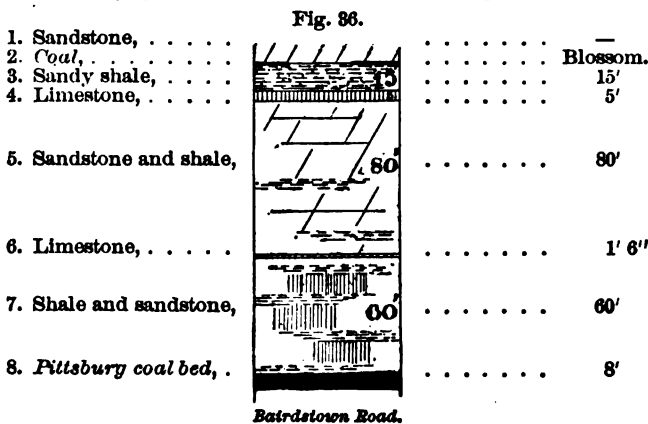 Fig. 36.
1. Sandstone, . . . . . . . . . . . . —
2. Coal, . . . . . . . . . . . . . Blossom.
3. Sandy shale, . . . . . 15 . . . . . . . 15'
4. Limestone, . . . . . . . . . . . . 5'
5. Sandstone and shale, 80' . . . . . . . 80'
6. Limestone, . . . . . . . . . . . . 1' 6"
7. Shale and sandstone, 60' . . . . . . . 60'
8. Pittsburg coal bed, . . . . . . . . 8'
Bairdstown Road.